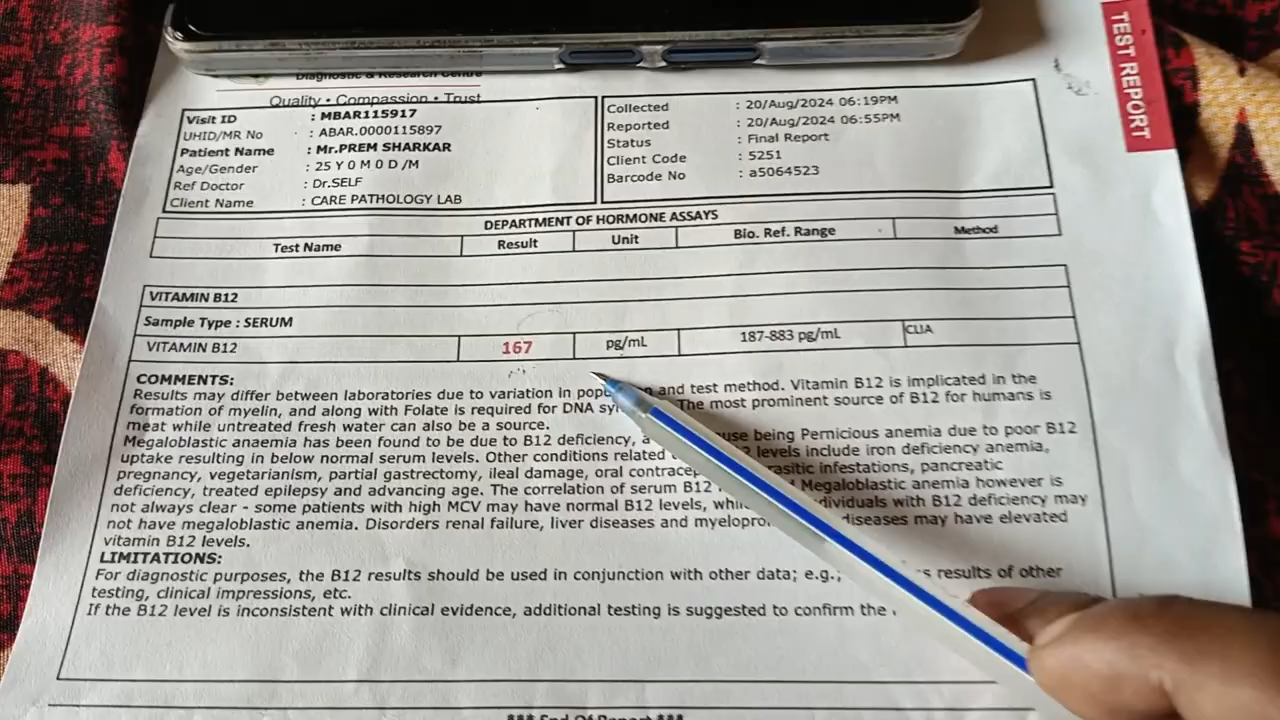 Diagnostic & Research Centre
Quality • Compassion • Trust
TEST REPORT
Visit ID : MBAR115917
UHID/MR No : ABAR.0000115897
Patient Name : Mr.PREM SHARKAR
Age/Gender : 25 Y 0 M 0 D /M
Ref Doctor : Dr.SELF
Client Name : CARE PATHOLOGY LAB
Collected : 20/Aug/2024 06:19PM
Reported : 20/Aug/2024 06:55PM
Status : Final Report
Client Code : 5251
Barcode No : a5064523
DEPARTMENT OF HORMONE ASSAYS
Test Name Result Unit Bio. Ref. Range Method
VITAMIN B12
Sample Type : SERUM
VITAMIN B12 167 pg/mL 187-883 pg/mL CLIA
COMMENTS:
Results may differ between laboratories due to variation in and test method. Vitamin B12 is implicated in the
formation of myelin, and along with Folate is required for DNA The most prominent source of B12 for humans is
meat while untreated fresh water can also be a source.
Megaloblastic anaemia has been found to be due to B12 deficiency, being Pernicious anemia due to poor B12
uptake resulting in below normal serum levels. Other conditions related levels include iron deficiency anemia,
pregnancy, vegetarianism, partial gastrectomy, ileal damage, oral infestations, pancreatic
deficiency, treated epilepsy and advancing age. The correlation of serum B12 Megaloblastic anemia however is
not always clear - some patients with high MCV may have normal B12 levels, with B12 deficiency may
not have megaloblastic anemia. Disorders renal failure, liver diseases and diseases may have elevated
vitamin B12 levels.
LIMITATIONS:
For diagnostic purposes, the B12 results should be used in conjunction with other data; e.g., results of other
testing, clinical impressions, etc.
If the B12 level is inconsistent with clinical evidence, additional testing is suggested to confirm the
*** End Of Report ***